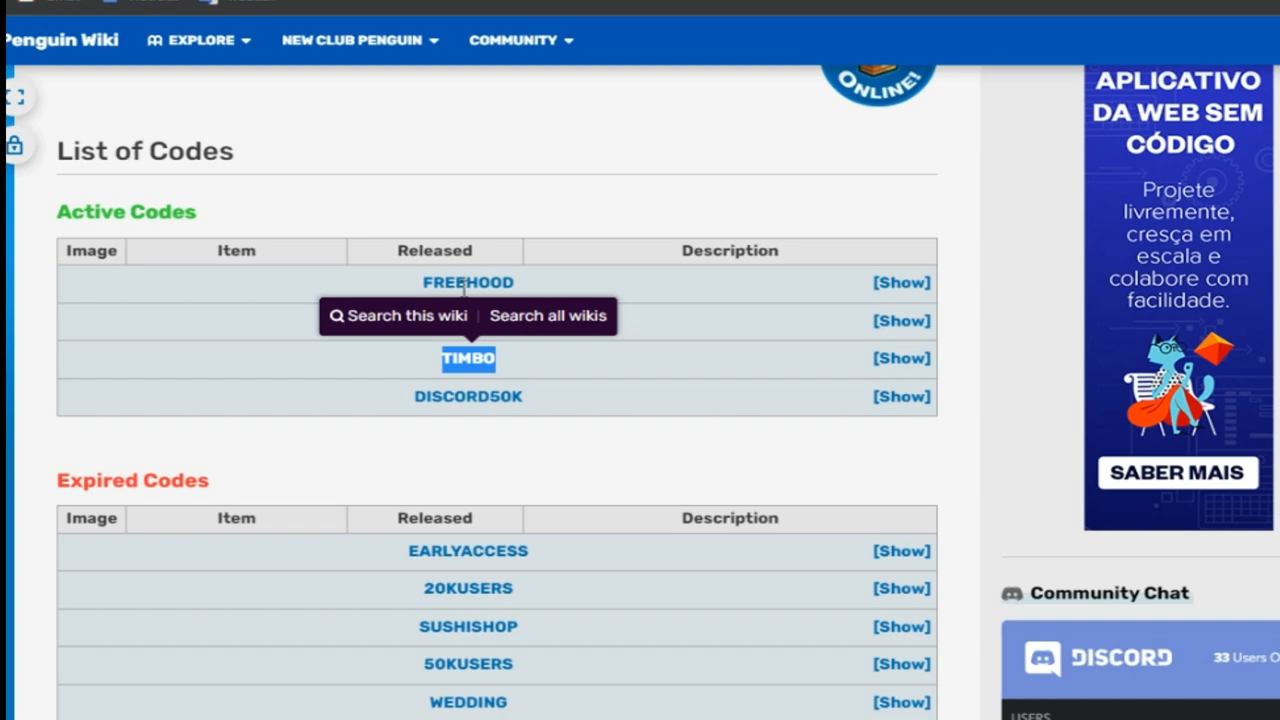 Penguin Wiki EXPLORE NEW CLUB PENGUIN COMMUNITY
ONLINE!
List of Codes
Active Codes
Image Item Released Description
FREEHOOD [Show]
Search this wiki Search all wikis
[Show]
TIMBO [Show]
DISCORD50K [Show]
Expired Codes
Image Item Released Description
EARLYACCESS [Show]
20KUSERS [Show]
SUSHISHOP [Show]
50KUSERS [Show]
WEDDING [Show]
APLICATIVO
DA WEB SEM
CÓDIGO
Projete
livremente,
cresça em
escala e
colabore com
facilidade.
SABER MAIS
Community Chat
DISCORD 33 Users O
USERS